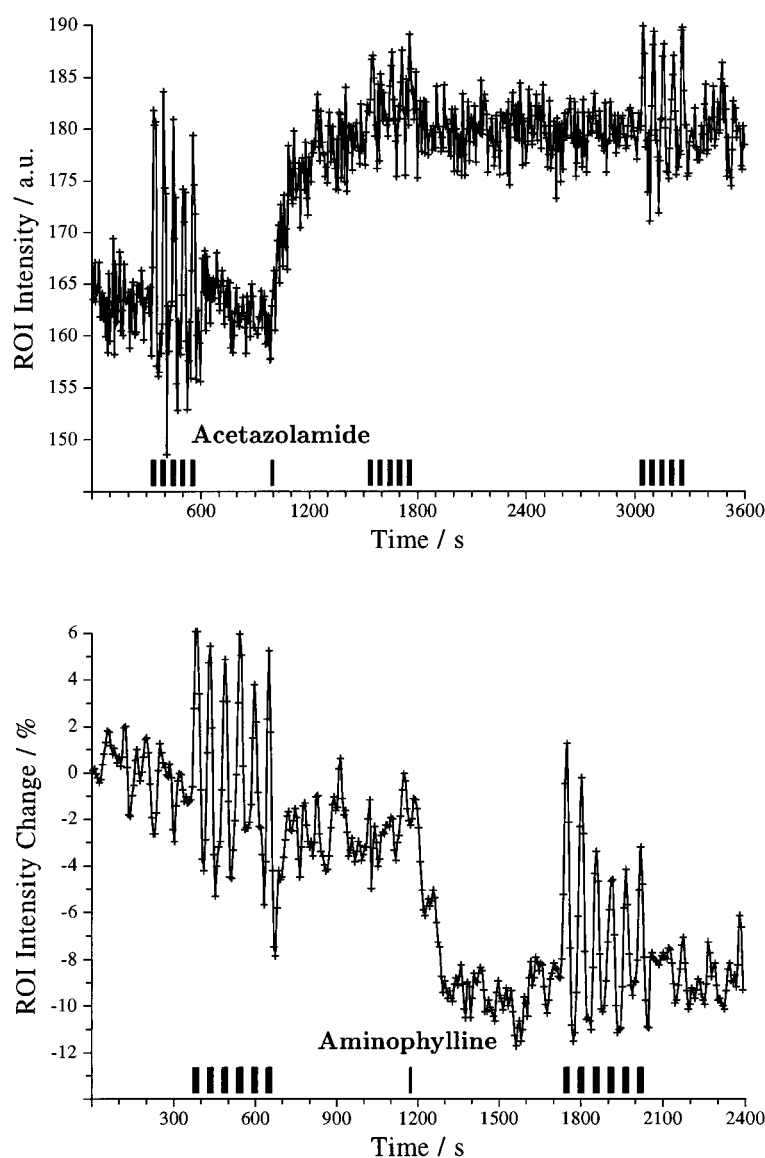 190
185
180
175
170
165
160
155
150
ROI Intensity / a.u.
Acetazolamide
600 1200 1800 2400 3000 3600
Time / s
6
4
2
0
-2
-4
-6
-8
-10
-12
ROI Intensity Change / %
Aminophylline
300 600 900 1200 1500 1800 2100 2400
Time / s